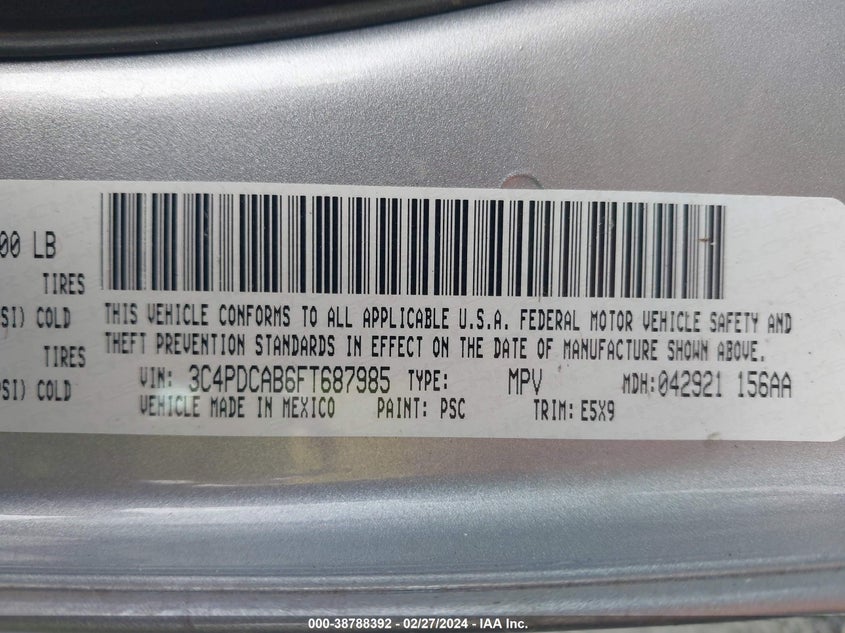 00 LB
TIRES
SI) COLD
TIRES
SI) COLD
THIS VEHICLE CONFORMS TO ALL APPLICABLE U.S.A. FEDERAL MOTOR VEHICLE SAFETY AND
THEFT PREVENTION STANDARDS IN EFFECT ON THE DATE OF MANUFACTURE SHOWN ABOVE.
VIN: 3C4PDCAB6FT687985 TYPE: MPV MDH:042921 156AA
VEHICLE MADE IN MEXICO PAINT: PSC TRIM: E5X9
000-38788392 - 02/27/2024 - IAA Inc.